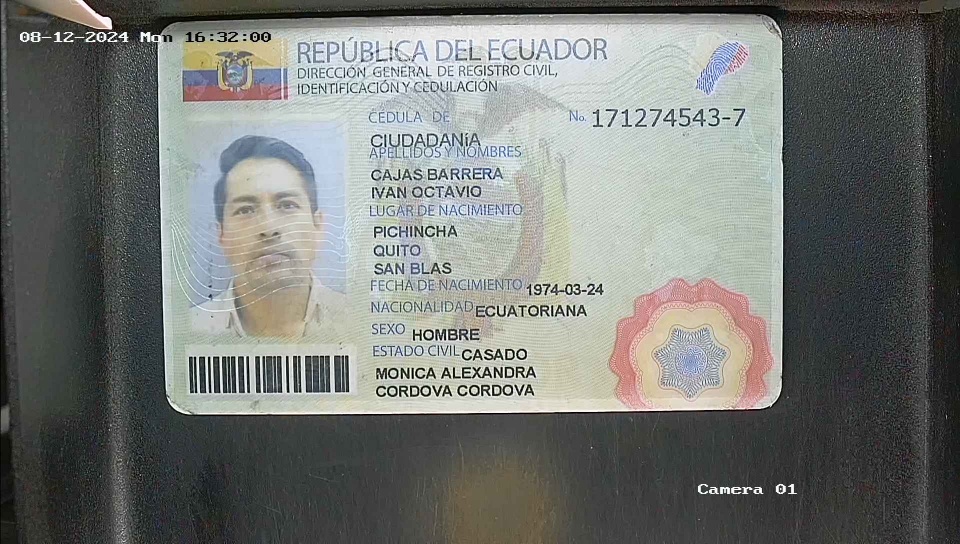 08-12-2024 Mon 16:32:00
REPÚBLICA DEL ECUADOR
DIRECCIÓN GENERAL DE REGISTRO CIVIL,
IDENTIFICACIÓN Y CEDULACIÓN
CÉDULA DE
No. 171274543-7
CIUDADANÍA
APELLIDOS Y NOMBRES
CAJAS BARRERA
IVAN OCTAVIO
LUGAR DE NACIMIENTO
PICHINCHA
QUITO
SAN BLAS
FECHA DE NACIMIENTO 1974-03-24
NACIONALIDAD ECUATORIANA
SEXO HOMBRE
ESTADO CIVIL CASADO
MONICA ALEXANDRA
CORDOVA CORDOVA
Camera 01